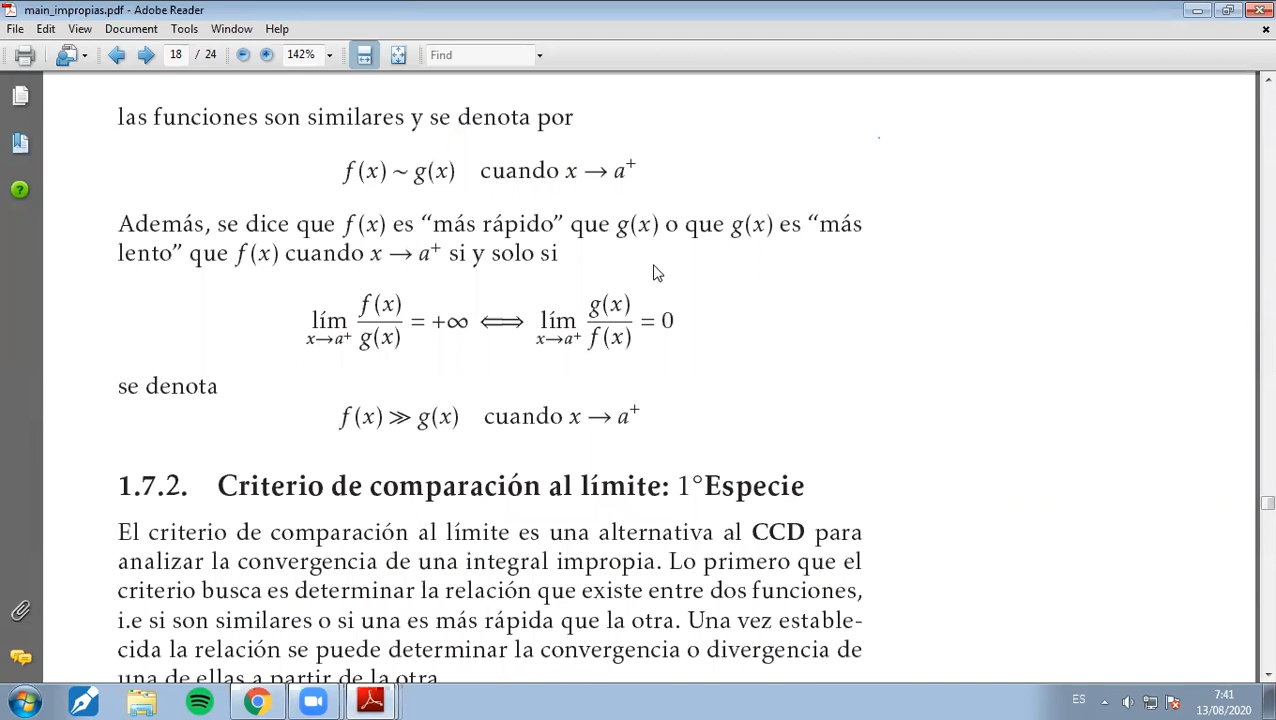 main_impropias.pdf - Adobe Reader
File Edit View Document Tools Window Help
18 / 24 142% Find
las funciones son similares y se denota por
f(x) ∼ g(x) cuando x → a⁺
Además, se dice que f(x) es “más rápido” que g(x) o que g(x) es “más
lento” que f(x) cuando x → a⁺ si y solo si
lím x→a⁺ f(x)/g(x) = +∞ ⟺ lím x→a⁺ g(x)/f(x) = 0
se denota
f(x) ≫ g(x) cuando x → a⁺
1.7.2. Criterio de comparación al límite: 1°Especie
El criterio de comparación al límite es una alternativa al CCD para
analizar la convergencia de una integral impropia. Lo primero que el
criterio busca es determinar la relación que existe entre dos funciones,
i.e si son similares o si una es más rápida que la otra. Una vez estable-
cida la relación se puede determinar la convergencia o divergencia de
una de ellas a partir de la otra
ES 7:41
13/08/2020